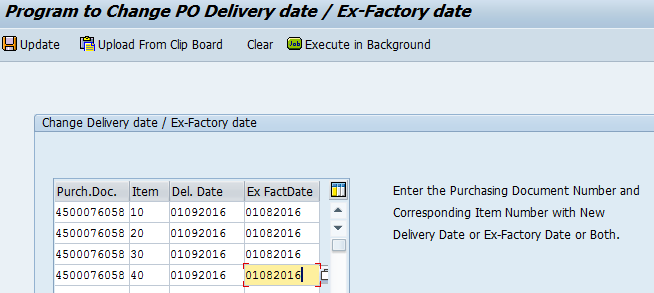 Program to Change PO Delivery date / Ex-Factory date
Update Upload From Clip Board Clear Job Execute in Background
Change Delivery date / Ex-Factory date
Purch.Doc. Item Del. Date Ex FactDate
4500076058 10 01092016 01082016
4500076058 20 01092016 01082016
4500076058 30 01092016 01082016
4500076058 40 01092016 01082016
Enter the Purchasing Document Number and
Corresponding Item Number with New
Delivery Date or Ex-Factory Date or Both.